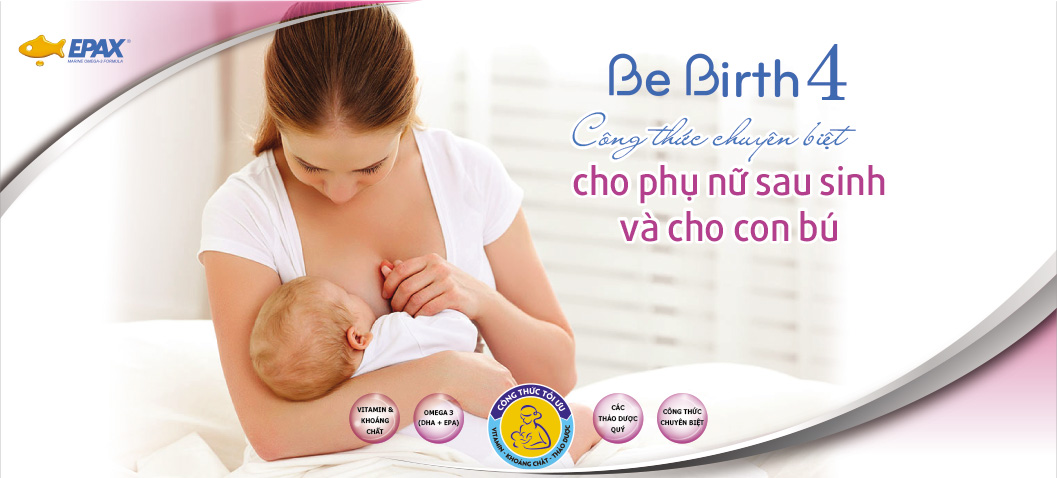 EPAX®
MARINE OMEGA-3 FORMULA
Be Birth 4
Công thức chuyên biệt
cho phụ nữ sau sinh
và cho con bú
VITAMIN &
KHOÁNG
CHẤT
OMEGA 3
(DHA + EPA)
CÔNG THỨC TỐI ƯU
VITAMIN - KHOÁNG CHẤT - THẢO DƯỢC
CÁC
THẢO DƯỢC
QUÝ
CÔNG THỨC
CHUYÊN BIỆT